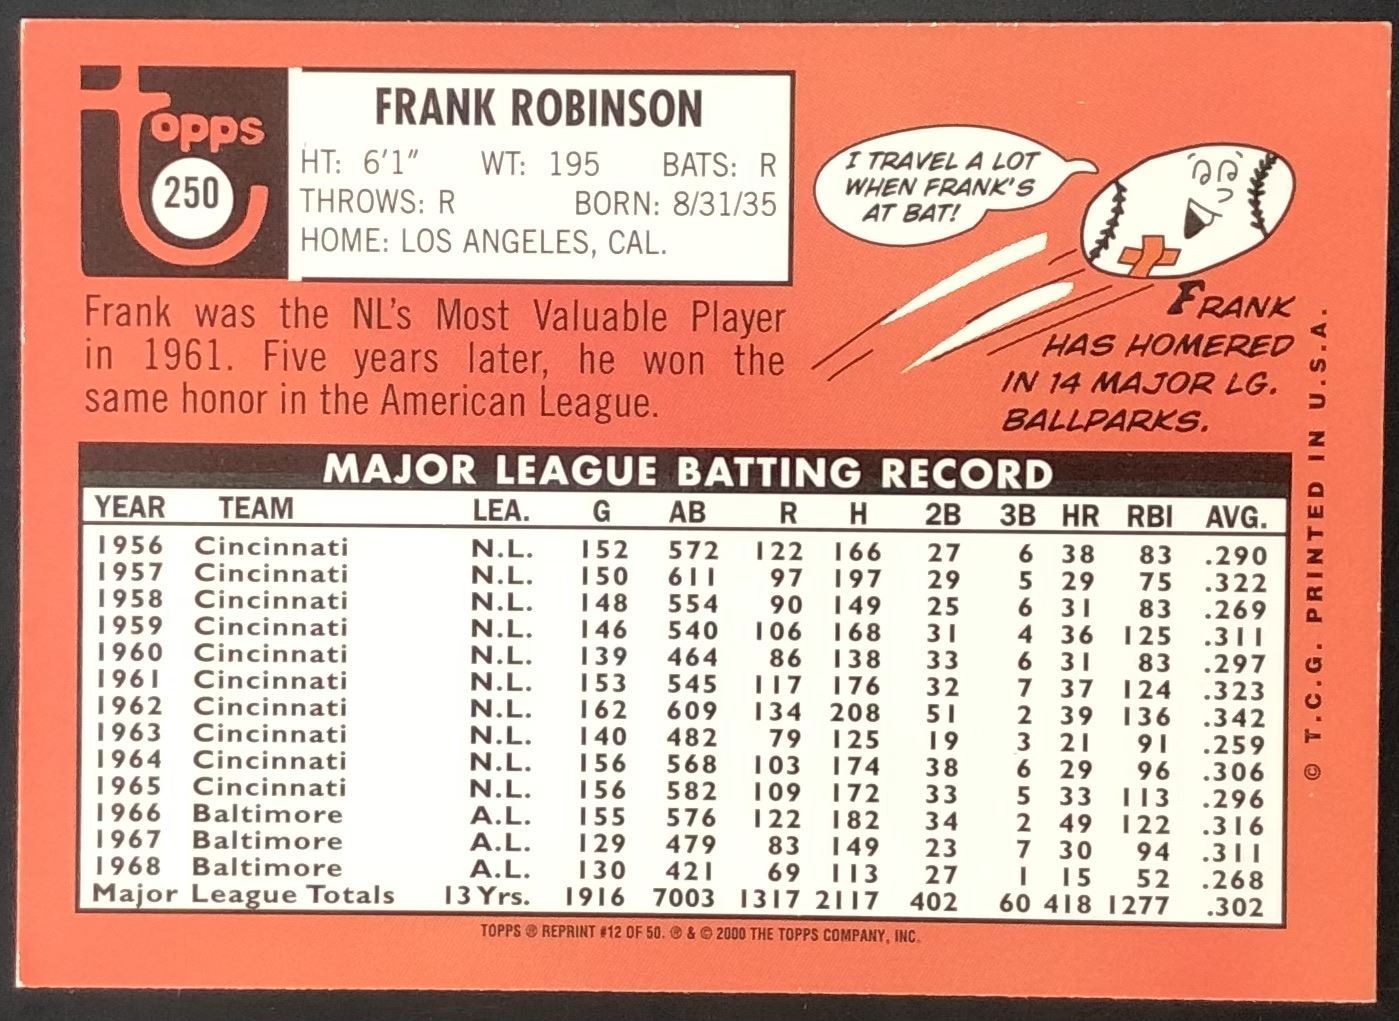 topps
250
FRANK ROBINSON
HT: 6'1" WT: 195 BATS: R
THROWS: R BORN: 8/31/35
HOME: LOS ANGELES, CAL.
I TRAVEL A LOT
WHEN FRANK'S
AT BAT!
Frank was the NL's Most Valuable Player
in 1961. Five years later, he won the
same honor in the American League.
FRANK
HAS HOMERED
IN 14 MAJOR LG.
BALLPARKS.
MAJOR LEAGUE BATTING RECORD
YEAR TEAM LEA. G AB R H 2B 3B HR RBI AVG.
1956 Cincinnati N.L. 152 572 122 166 27 6 38 83 .290
1957 Cincinnati N.L. 150 611 97 197 29 5 29 75 .322
1958 Cincinnati N.L. 148 554 90 149 25 6 31 83 .269
1959 Cincinnati N.L. 146 540 106 168 31 4 36 125 .311
1960 Cincinnati N.L. 139 464 86 138 33 6 31 83 .297
1961 Cincinnati N.L. 153 545 117 176 32 7 37 124 .323
1962 Cincinnati N.L. 162 609 134 208 51 2 39 136 .342
1963 Cincinnati N.L. 140 482 79 125 19 3 21 91 .259
1964 Cincinnati N.L. 156 568 103 174 38 6 29 96 .306
1965 Cincinnati N.L. 156 582 109 172 33 5 33 113 .296
1966 Baltimore A.L. 155 576 122 182 34 2 49 122 .316
1967 Baltimore A.L. 129 479 83 149 23 7 30 94 .311
1968 Baltimore A.L. 130 421 69 113 27 1 15 52 .268
Major League Totals 13 Yrs. 1916 7003 1317 2117 402 60 418 1277 .302
© T.C.G. PRINTED IN U.S.A.
TOPPS ® REPRINT #12 OF 50. ® & © 2000 THE TOPPS COMPANY, INC.